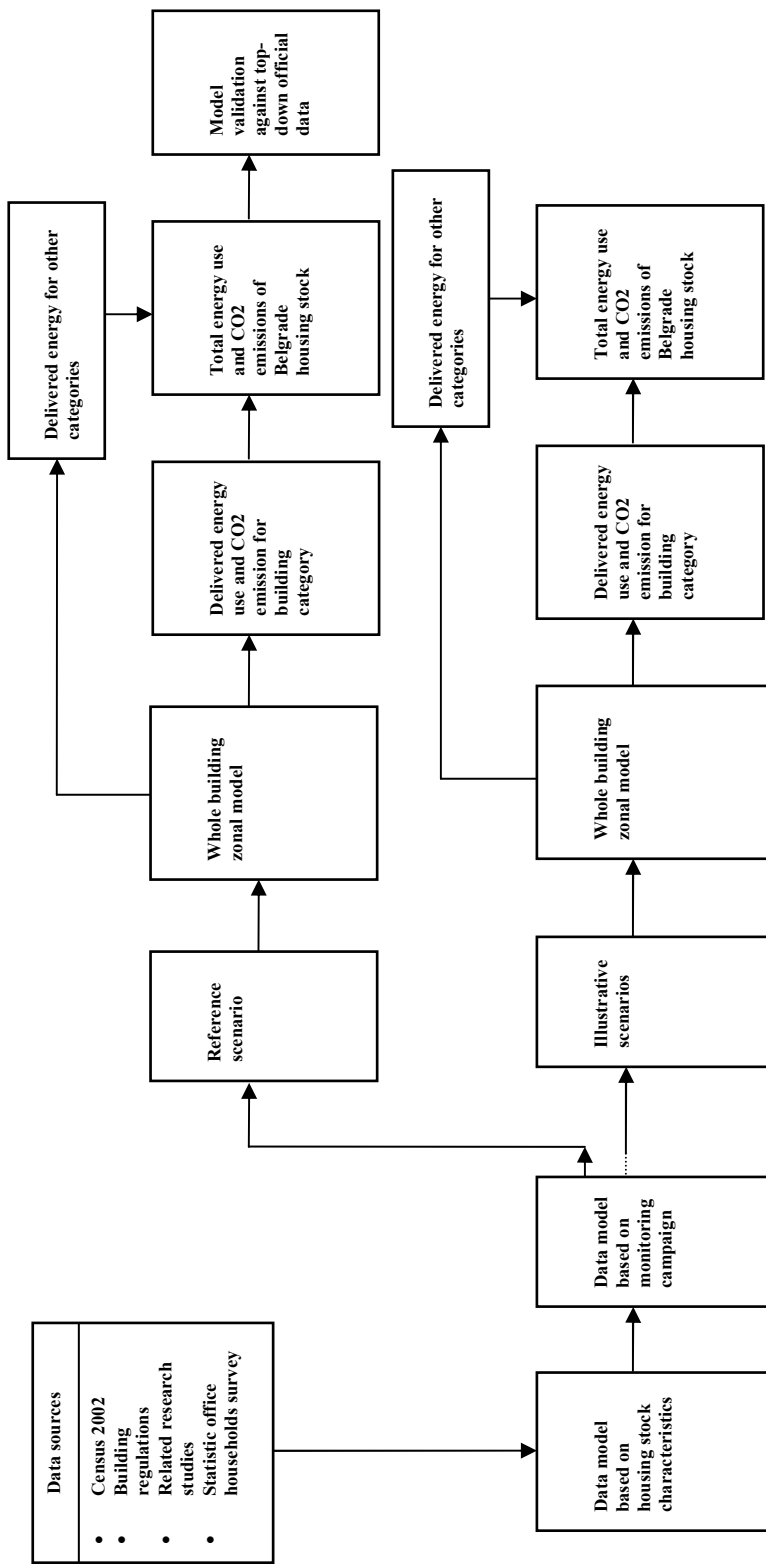 Data sources
• Census 2002
• Building
regulations
• Related research
studies
• Statistic office
households survey
Data model
based on
housing stock
characteristics
Data model
based on
monitoring
campaign
Reference
scenario
Whole building
zonal model
Delivered energy for other
categories
Delivered energy
use and CO2
emission for
building
category
Total energy use
and CO2
emissions of
Belgrade
housing stock
Model
validation
against top-
down official
data
Illustrative
scenarios
Whole building
zonal model
Delivered energy for other
categories
Delivered energy
use and CO2
emission for
building
category
Total energy use
and CO2
emissions of
Belgrade
housing stock